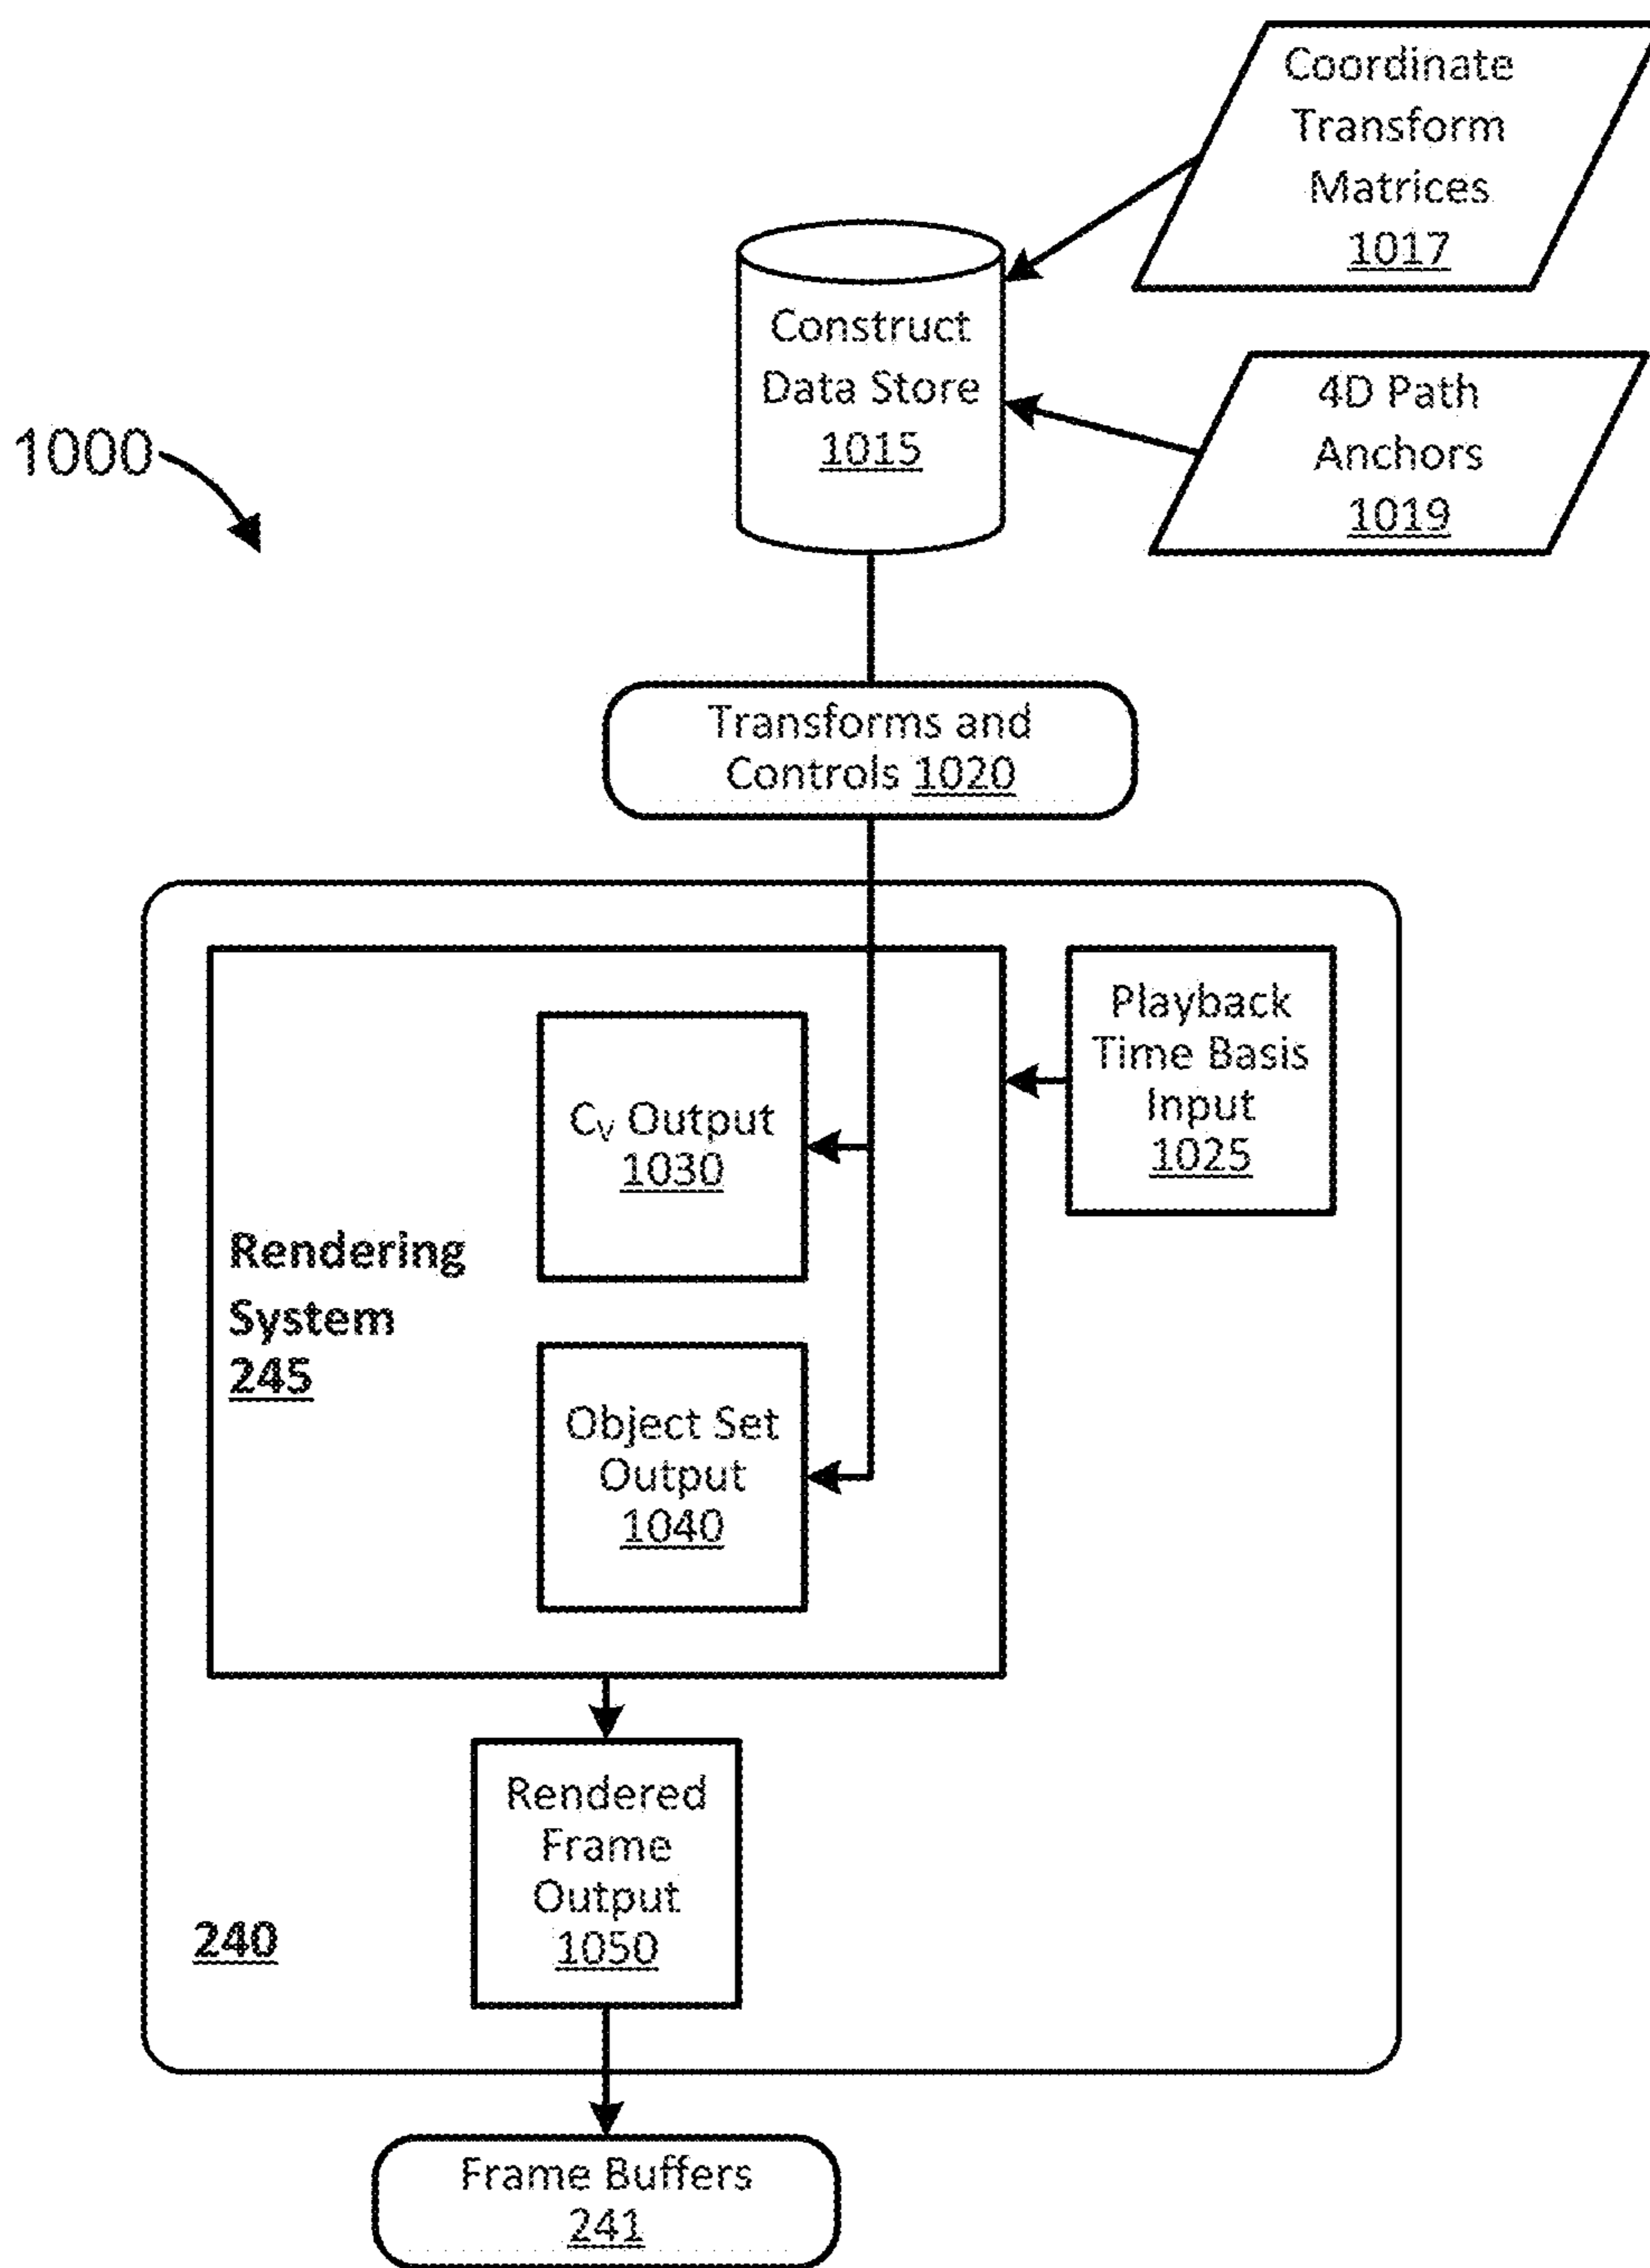 Coordinate
Transform
Matrices
1017
Construct
Data Store
1015
4D Path
Anchors
1019
1000
Transforms and
Controls 1020
Playback
Time Basis
Input
1025
Cv Output
1030
Rendering
System
245
Object Set
Output
1040
Rendered
Frame
Output
1050
240
Frame Buffers
241